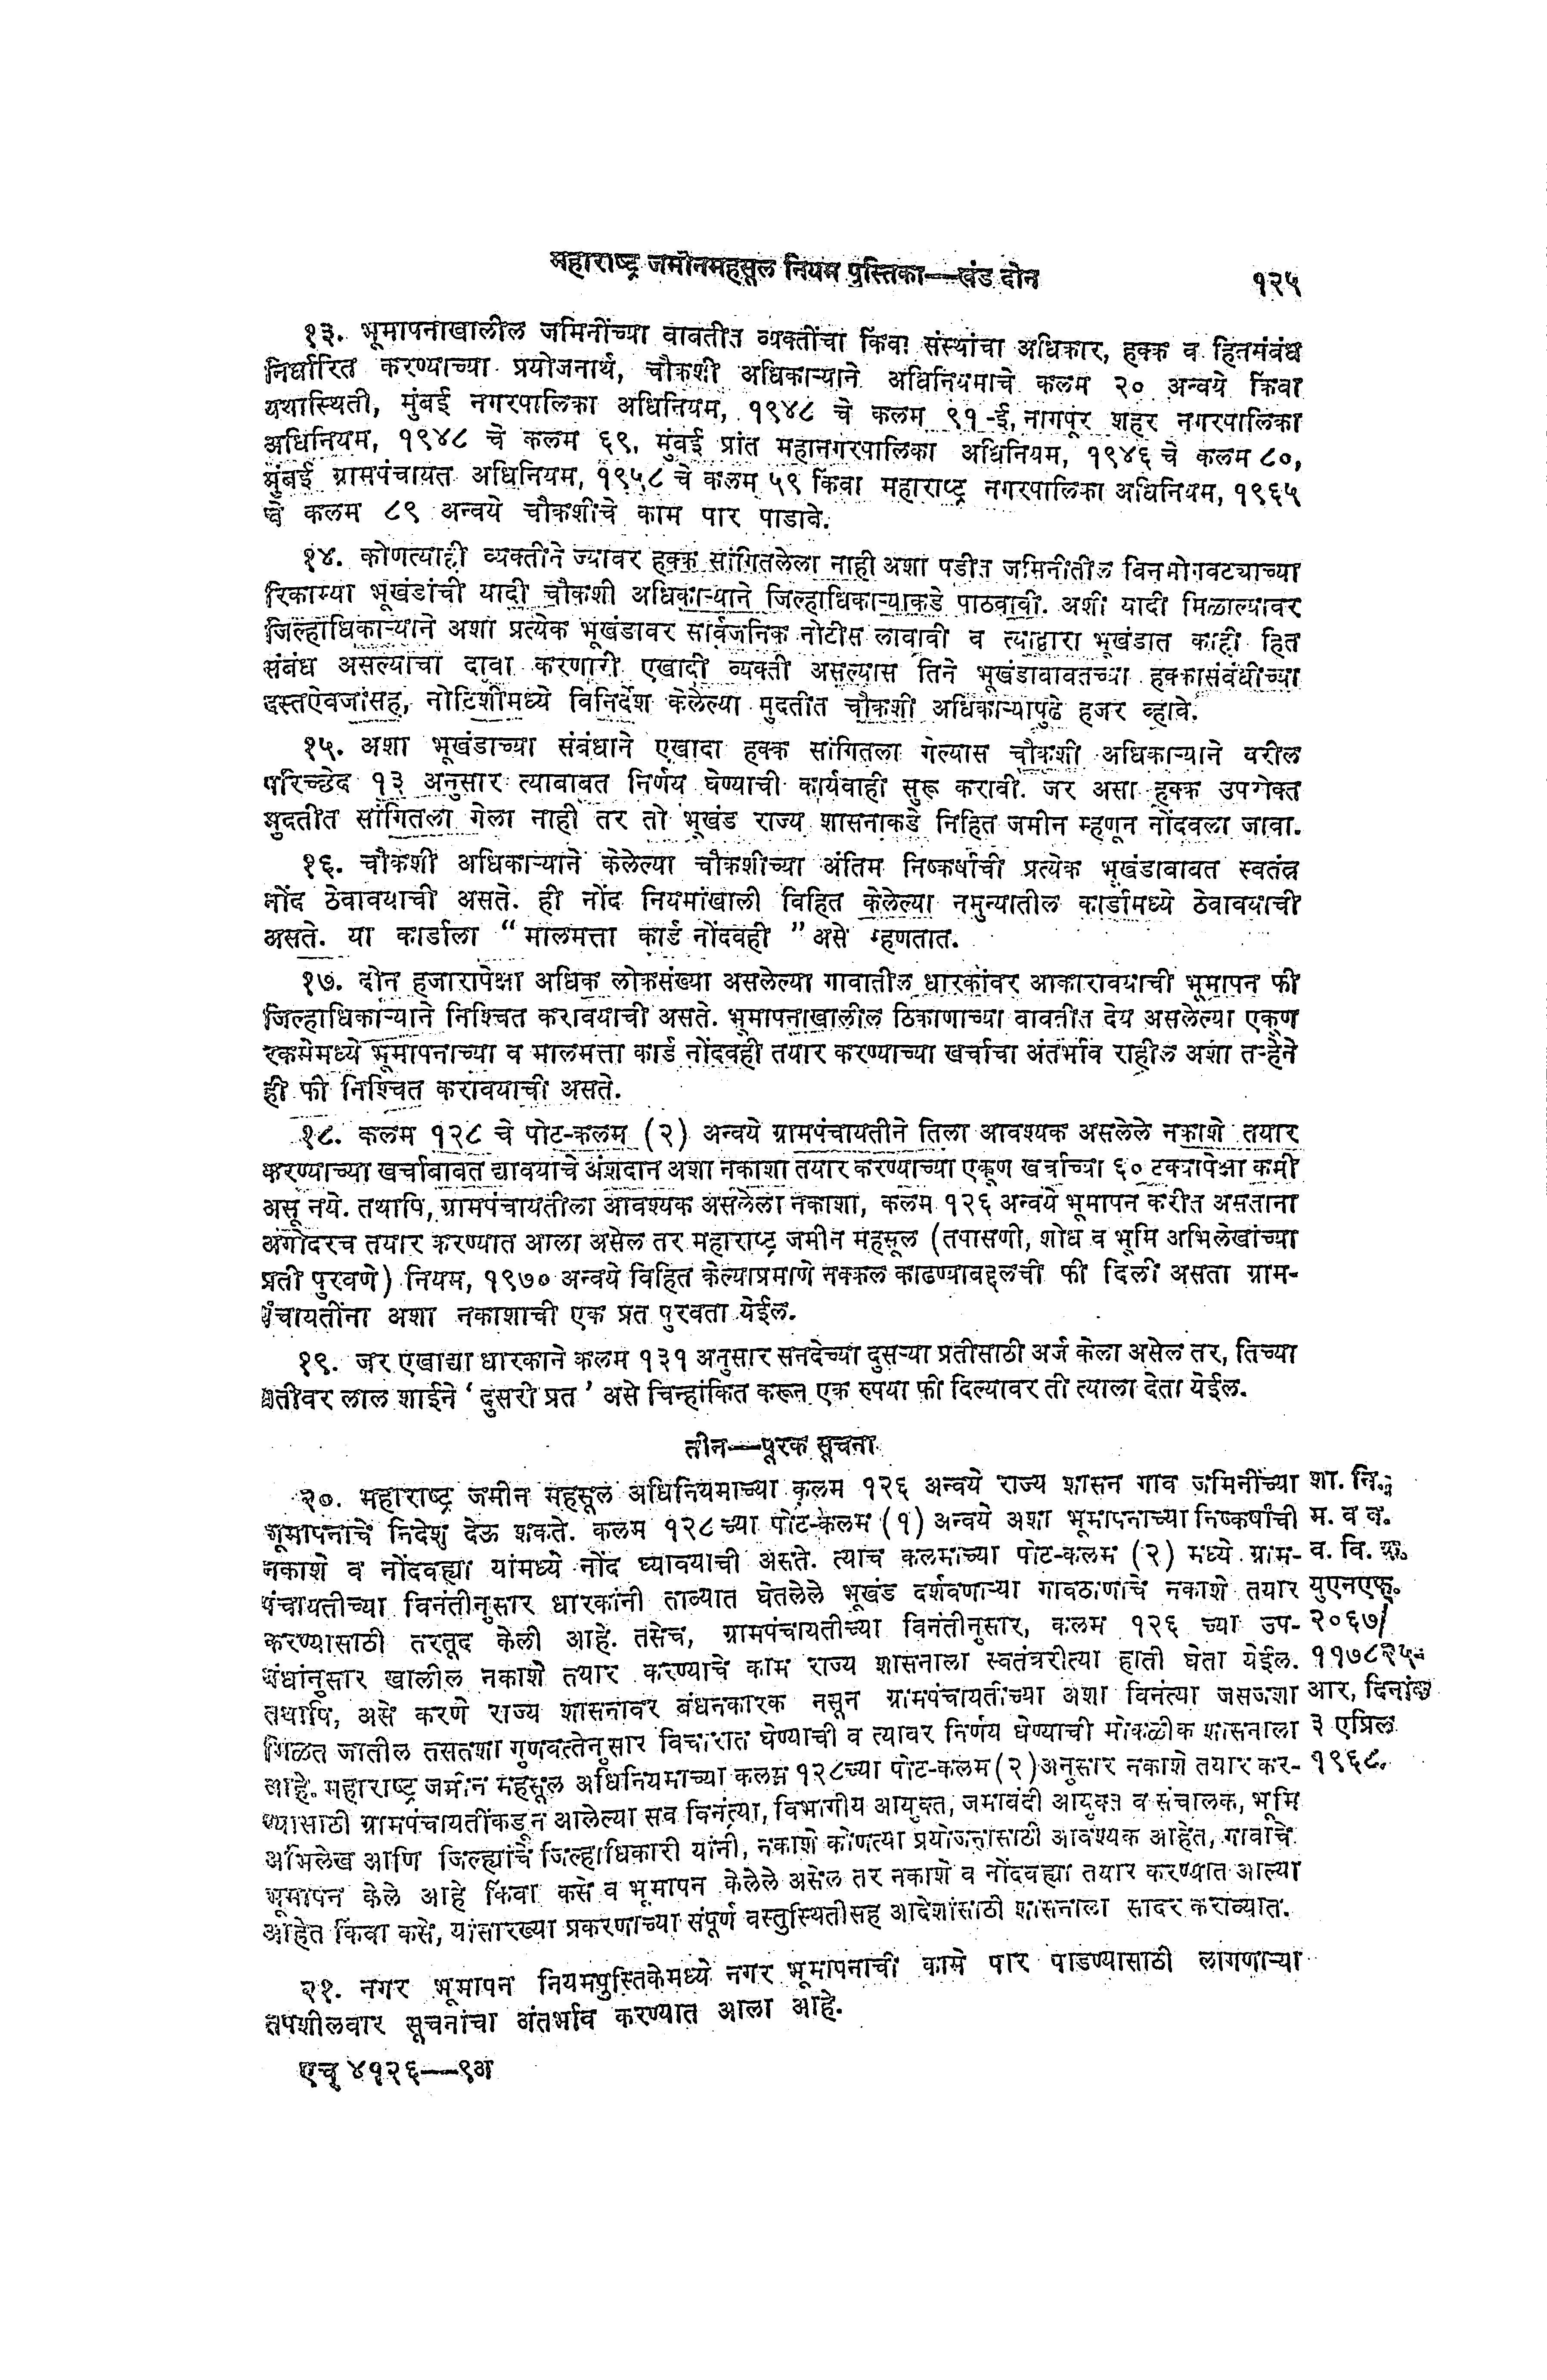 महाराष्ट्र जमीनमहसूल नियम पुस्तिका—खंड दोन १२५
१३. भूमापनाखालील जमिनींच्या बाबतीत व्यक्तींचा किंवा संस्थांचा अधिकार, हक्क व हितसंबंध
निर्धारित करण्याच्या प्रयोजनार्थ, चौकशी अधिकाऱ्याने अधिनियमाचे कलम २० अन्वये किंवा
यथास्थिती, मुंबई नगरपालिका अधिनियम, १९४८ चे कलम ९१-ई, नागपूर शहर नगरपालिका
अधिनियम, १९४८ चे कलम ६९, मुंबई प्रांत महानगरपालिका अधिनियम, १९४६ चे कलम ८०,
मुंबई ग्रामपंचायत अधिनियम, १९५८ चे कलम ५९ किंवा महाराष्ट्र नगरपालिका अधिनियम, १९६५
चे कलम ८९ अन्वये चौकशीचे काम पार पाडावे.
१४. कोणत्याही व्यक्तीने ज्यावर हक्क सांगितलेला नाही अशा पडीत जमिनीतील विनभोगवट्याच्या
रिकाम्या भूखंडांची यादी चौकशी अधिकाऱ्याने जिल्हाधिकाऱ्याकडे पाठवावी. अशी यादी मिळाल्यावर
जिल्हाधिकाऱ्याने अशा प्रत्येक भूखंडावर सार्वजनिक नोटीस लावावी व त्याद्वारा भूखंडात काही हित
संबंध असल्याचा दावा करणारी एखादी व्यक्ती असल्यास तिने भूखंडाबाबतच्या हक्कासंबंधीच्या
दस्तऐवजांसह, नोटिशीमध्ये विनिर्देश केलेल्या मुदतीत चौकशी अधिकाऱ्यापुढे हजर व्हावे.
१५. अशा भूखंडाच्या संबंधाने एखादा हक्क सांगितला गेल्यास चौकशी अधिकाऱ्याने वरील
परिच्छेद १३ अनुसार त्याबाबत निर्णय घेण्याची कार्यवाही सुरू करावी. जर असा हक्क उपरोक्त
मुदतीत सांगितला गेला नाही तर तो भूखंड राज्य शासनाकडे निहित जमीन म्हणून नोंदवला जावा.
१६. चौकशी अधिकाऱ्याने केलेल्या चौकशीच्या अंतिम निष्कर्षाची प्रत्येक भूखंडाबाबत स्वतंत्र
नोंद ठेवावयाची असते. ही नोंद नियमांखाली विहित केलेल्या नमुन्यातील कार्डामध्ये ठेवावयाची
असते. या कार्डाला “ मालमत्ता कार्ड नोंदवही ” असे म्हणतात.
१७. दोन हजारापेक्षा अधिक लोकसंख्या असलेल्या गावातील धारकांवर आकारावयाची भूमापन फी
जिल्हाधिकाऱ्याने निश्चित करावयाची असते. भूमापनाखालील ठिकाणाच्या बाबतीत देय असलेल्या एकूण
रकमेमध्ये भूमापनाच्या व मालमत्ता कार्ड नोंदवही तयार करण्याच्या खर्चाचा अंतर्भाव राहील अशा तऱ्हेने
ही फी निश्चित करावयाची असते.
१८. कलम १२८ चे पोट-कलम (२) अन्वये ग्रामपंचायतीने तिला आवश्यक असलेले नकाशे तयार
करण्याच्या खर्चाबाबत द्यावयाचे अंशदान अशा नकाशा तयार करण्याच्या एकूण खर्चाच्या ६० टक्यापेक्षा कमी
असू नये. तथापि, ग्रामपंचायतीला आवश्यक असलेला नकाशा, कलम १२६ अन्वये भूमापन करीत असताना
अगोदरच तयार करण्यात आला असेल तर महाराष्ट्र जमीन महसूल (तपासणी, शोध व भूमि अभिलेखांच्या
प्रती पुरवणे) नियम, १९७० अन्वये विहित केल्याप्रमाणे नक्कल काढण्याबद्दलची फी दिली असता ग्राम-
पंचायतींना अशा नकाशाची एक प्रत पुरवता येईल.
१९. जर एखाद्या धारकाने कलम १३१ अनुसार सनदेच्या दुसऱ्या प्रतीसाठी अर्ज केला असेल तर, तिच्या
प्रतीवर लाल शाईने ‘ दुसरी प्रत ’ असे चिन्हांकित करून एक रुपया फी दिल्यावर ती त्याला देता येईल.
तीन—पूरक सूचना
२०. महाराष्ट्र जमीन महसूल अधिनियमाच्या कलम १२६ अन्वये राज्य शासन गाव जमिनींच्या शा. नि.,
भूमापनाचे निदेश देऊ शकते. कलम १२८ च्या पोट-कलम (१) अन्वये अशा भूमापनाच्या निष्कर्षांची म. व व.
नकाशे व नोंदवह्या यांमध्ये नोंद घ्यावयाची असते. त्याच कलमाच्या पोट-कलम (२) मध्ये ग्राम- व. वि. क्र.
पंचायतीच्या विनंतीनुसार धारकांनी ताब्यात घेतलेले भूखंड दर्शवणाऱ्या गावठाणाचे नकाशे तयार युएनएफ.
करण्यासाठी तरतूद केली आहे. तसेच, ग्रामपंचायतीच्या विनंतीनुसार, कलम १२६ च्या उप- २०६७/
बंधांनुसार खालील नकाशे तयार करण्याचे काम राज्य शासनाला स्वतंत्ररीत्या हाती घेता येईल. ११७८२५-
तथापि, असे करणे राज्य शासनावर बंधनकारक नसून ग्रामपंचायतीच्या अशा विनंत्या जसजशा आर, दिनांक
मिळत जातील तसतशा गुणवत्तेनुसार विचारात घेण्याची व त्यावर निर्णय घेण्याची मोकळीक शासनाला ३ एप्रिल
आहे. महाराष्ट्र जमीन महसूल अधिनियमाच्या कलम १२८च्या पोट-कलम (२) अनुसार नकाशे तयार कर- १९६८.
ण्यासाठी ग्रामपंचायतींकडून आलेल्या सर्व विनंत्या, विभागीय आयुक्त, जमाबंदी आयुक्त व संचालक, भूमि
अभिलेख आणि जिल्ह्यांचे जिल्हाधिकारी यांनी, नकाशे कोणत्या प्रयोजनासाठी आवश्यक आहेत, गावाचे
भूमापन केले आहे किंवा कसे व भूमापन केलेले असेल तर नकाशे व नोंदवह्या तयार करण्यात आल्या
आहेत किंवा कसे, यांसारख्या प्रकरणाच्या संपूर्ण वस्तुस्थितीसह आदेशांसाठी शासनाला सादर कराव्यात.
२१. नगर भूमापन नियमपुस्तिकेमध्ये नगर भूमापनाची कामे पार पाडण्यासाठी लागणाऱ्या
तपशीलवार सूचनांचा अंतर्भाव करण्यात आला आहे.
एच् ४१२६—९अ